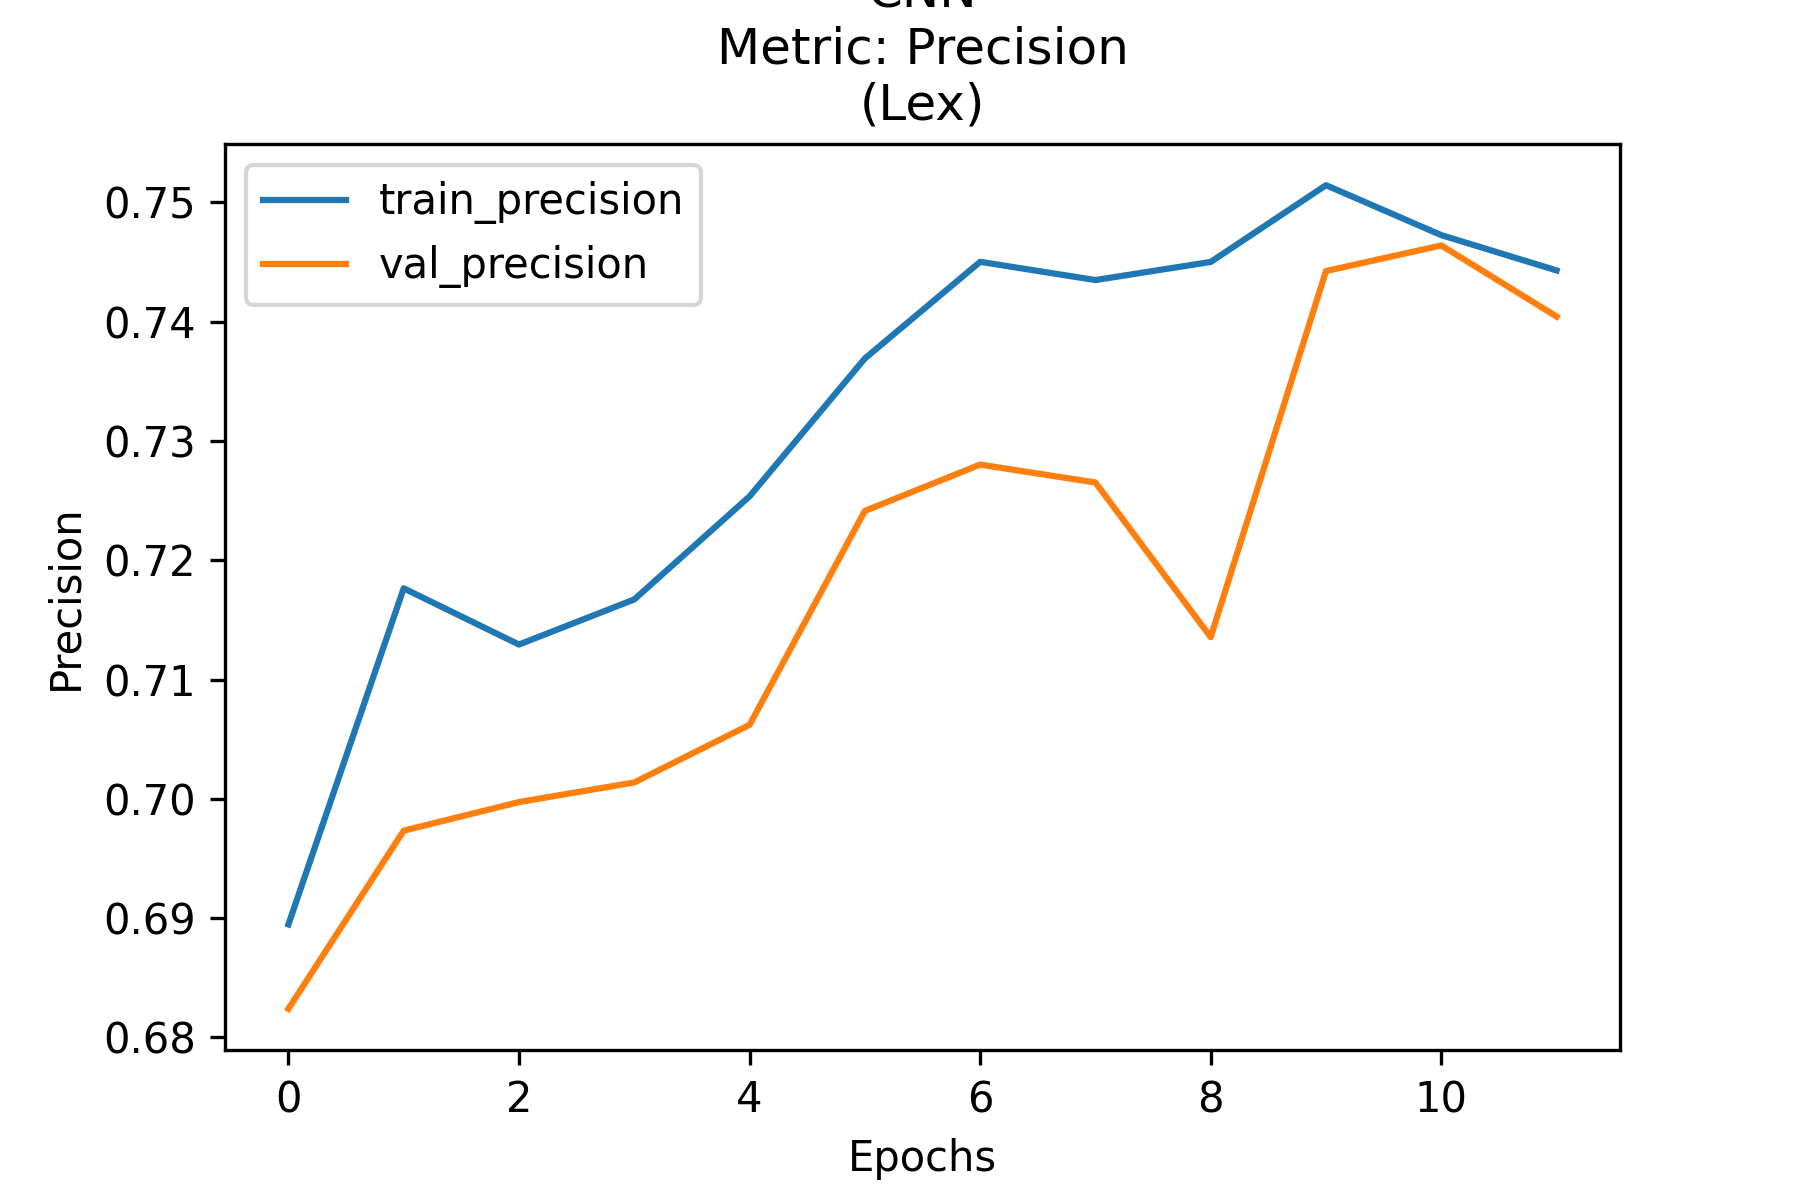 CNN
Metric: Precision
(Lex)
train_precision
val_precision
0.75
0.74
0.73
0.72
0.71
0.70
0.69
0.68
Precision
0 2 4 6 8 10
Epochs